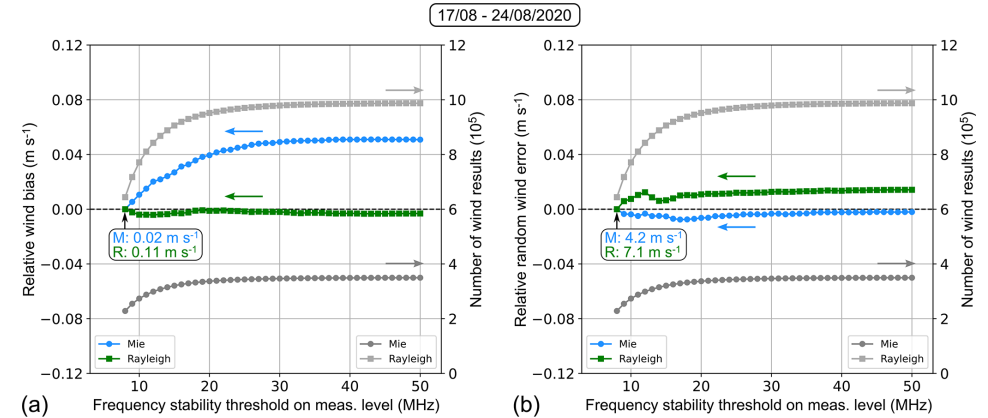 17/08 - 24/08/2020
Relative wind bias (m s⁻¹)
0.12
0.08
0.04
0.00
−0.04
−0.08
−0.12
12
10
8
6
4
2
0
Number of wind results (10⁵)
M: 0.02 m s⁻¹
R: 0.11 m s⁻¹
Mie
Rayleigh
Mie
Rayleigh
10 20 30 40 50
(a) Frequency stability threshold on meas. level (MHz)
Relative random wind error (m s⁻¹)
0.12
0.08
0.04
0.00
−0.04
−0.08
−0.12
12
10
8
6
4
2
0
Number of wind results (10⁵)
M: 4.2 m s⁻¹
R: 7.1 m s⁻¹
Mie
Rayleigh
Mie
Rayleigh
10 20 30 40 50
(b) Frequency stability threshold on meas. level (MHz)